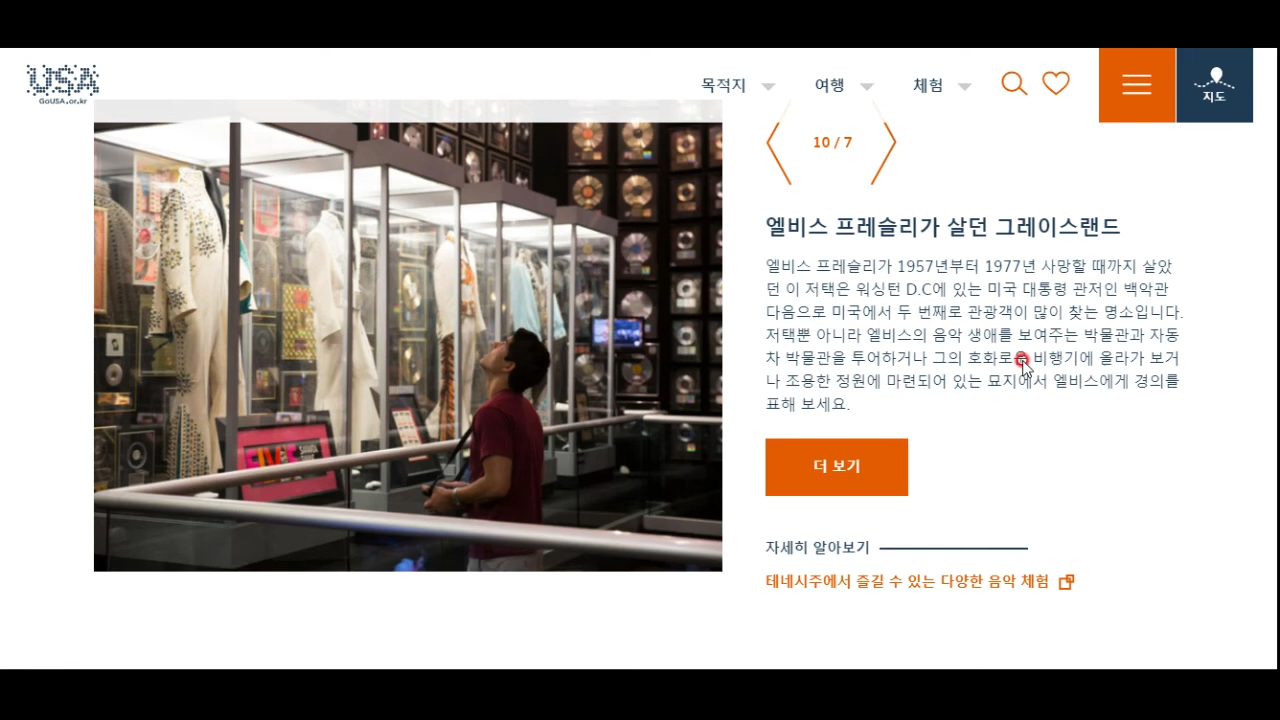 USA
GoUSA.or.kr
목적지
여행
체험
지도
10 / 7
엘비스 프레슬리가 살던 그레이스랜드
엘비스 프레슬리가 1957년부터 1977년 사망할 때까지 살았
던 이 저택은 워싱턴 D.C에 있는 미국 대통령 관저인 백악관
다음으로 미국에서 두 번째로 관광객이 많이 찾는 명소입니다.
저택뿐 아니라 엘비스의 음악 생애를 보여주는 박물관과 자동
차 박물관을 투어하거나 그의 호화로운 비행기에 올라가 보거
나 조용한 정원에 마련되어 있는 묘지에서 엘비스에게 경의를
표해 보세요.
더 보기
자세히 알아보기
테네시주에서 즐길 수 있는 다양한 음악 체험